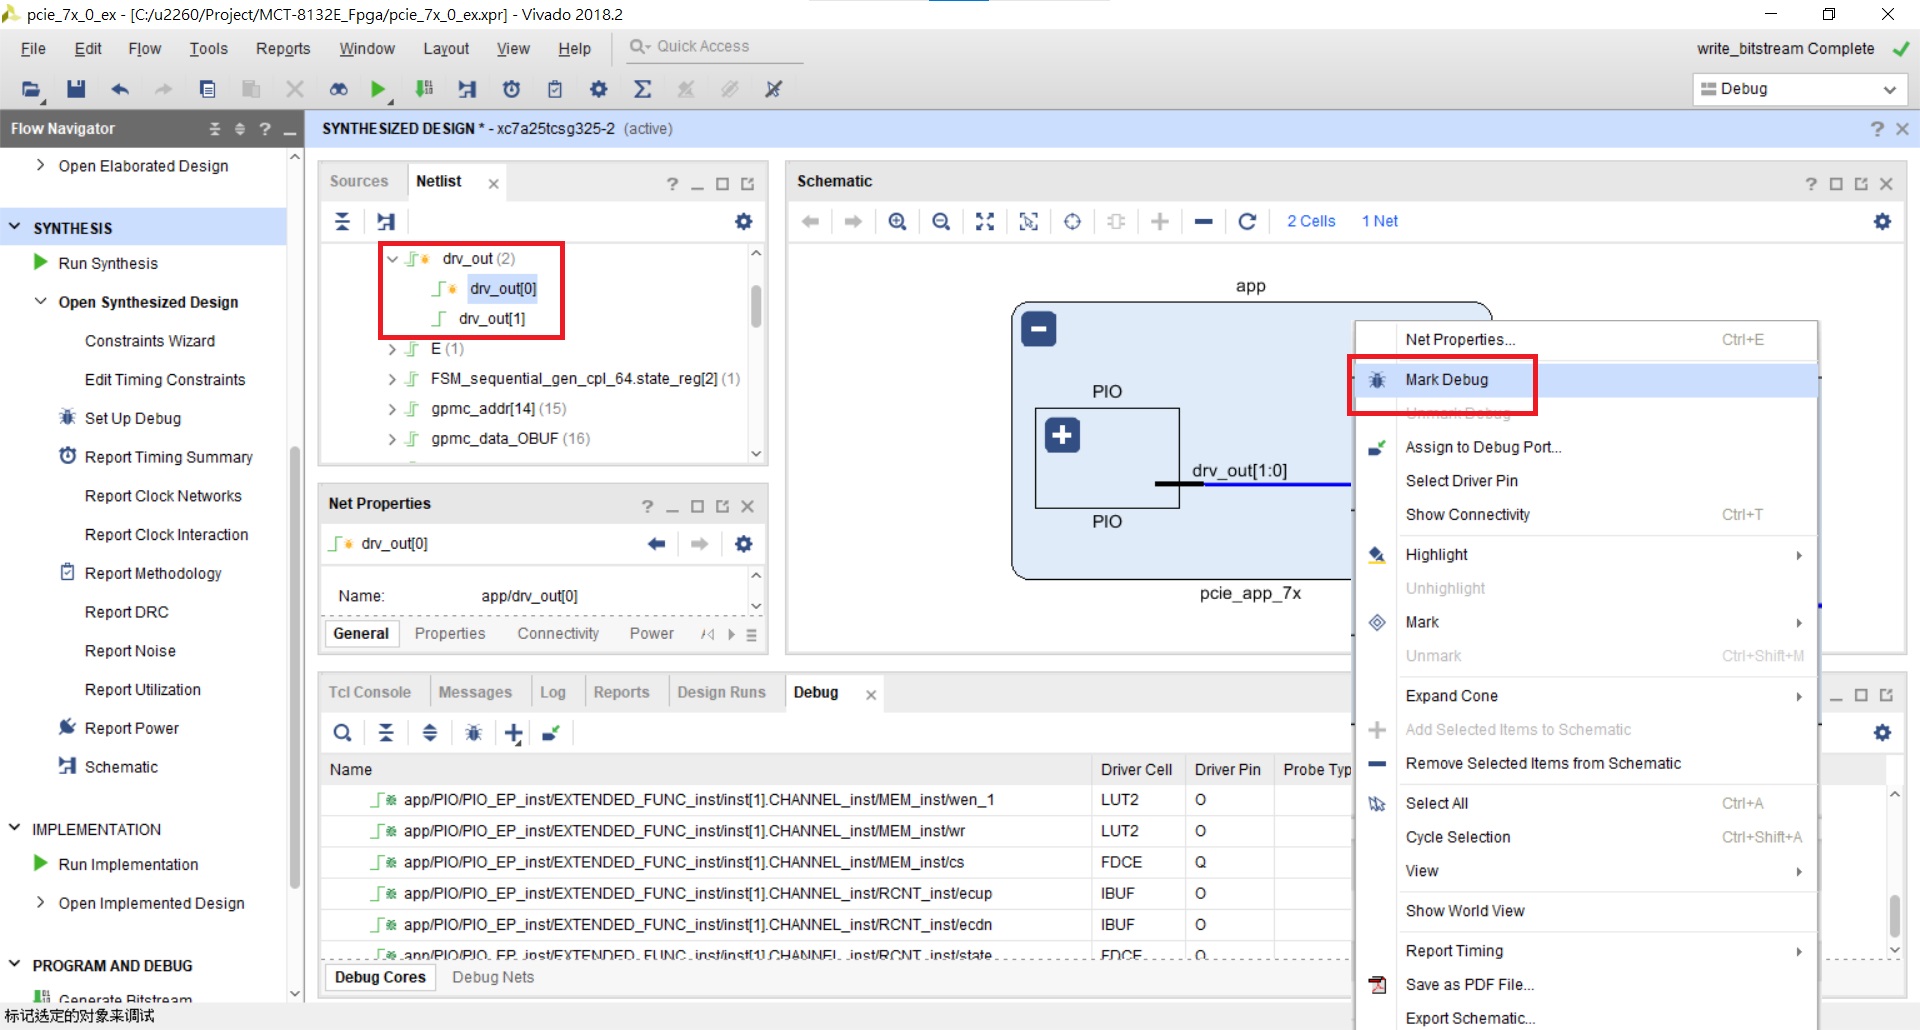 pcie_7x_0_ex - [C:/u2260/Project/MCT-8132E_Fpga/pcie_7x_0_ex.xpr] - Vivado 2018.2
File Edit Flow Tools Reports Window Layout View Help Quick Access
write_bitstream Complete
Debug
Flow Navigator
Open Elaborated Design
SYNTHESIS
Run Synthesis
Open Synthesized Design
Constraints Wizard
Edit Timing Constraints
Set Up Debug
Report Timing Summary
Report Clock Networks
Report Clock Interaction
Report Methodology
Report DRC
Report Noise
Report Utilization
Report Power
Schematic
IMPLEMENTATION
Run Implementation
Open Implemented Design
PROGRAM AND DEBUG
Generate Bitstream
SYNTHESIZED DESIGN * - xc7a25tcsg325-2 (active)
Sources Netlist
drv_out (2)
drv_out[0]
drv_out[1]
E (1)
FSM_sequential_gen_cpl_64.state_reg[2] (1)
gpmc_addr[14] (15)
gpmc_data_OBUF (16)
Net Properties
drv_out[0]
Name: app/drv_out[0]
General Properties Connectivity Power
Schematic
2 Cells 1 Net
app
PIO
drv_out[1:0]
PIO
pcie_app_7x
Net Properties... Ctrl+E
Mark Debug
Unmark Debug
Assign to Debug Port...
Select Driver Pin
Show Connectivity Ctrl+T
Highlight
Unhighlight
Mark
Unmark Ctrl+Shift+M
Expand Cone
Add Selected Items to Schematic
Remove Selected Items from Schematic
Select All Ctrl+A
Cycle Selection Ctrl+Shift+A
View
Show World View
Report Timing
Save as PDF File...
Export Schematic...
Tcl Console Messages Log Reports Design Runs Debug
Name Driver Cell Driver Pin Probe Typ
app/PIO/PIO_EP_inst/EXTENDED_FUNC_inst/inst[1].CHANNEL_inst/MEM_inst/wen_1 LUT2 O
app/PIO/PIO_EP_inst/EXTENDED_FUNC_inst/inst[1].CHANNEL_inst/MEM_inst/wr LUT2 O
app/PIO/PIO_EP_inst/EXTENDED_FUNC_inst/inst[1].CHANNEL_inst/MEM_inst/cs FDCE Q
app/PIO/PIO_EP_inst/EXTENDED_FUNC_inst/inst[1].CHANNEL_inst/RCNT_inst/ecup IBUF O
app/PIO/PIO_EP_inst/EXTENDED_FUNC_inst/inst[1].CHANNEL_inst/RCNT_inst/ecdn IBUF O
app/PIO/PIO_EP_inst/EXTENDED_FUNC_inst/inst[1].CHANNEL_inst/RCNT_inst/state FDCE Q
Debug Cores Debug Nets
标记选定的对象来调试